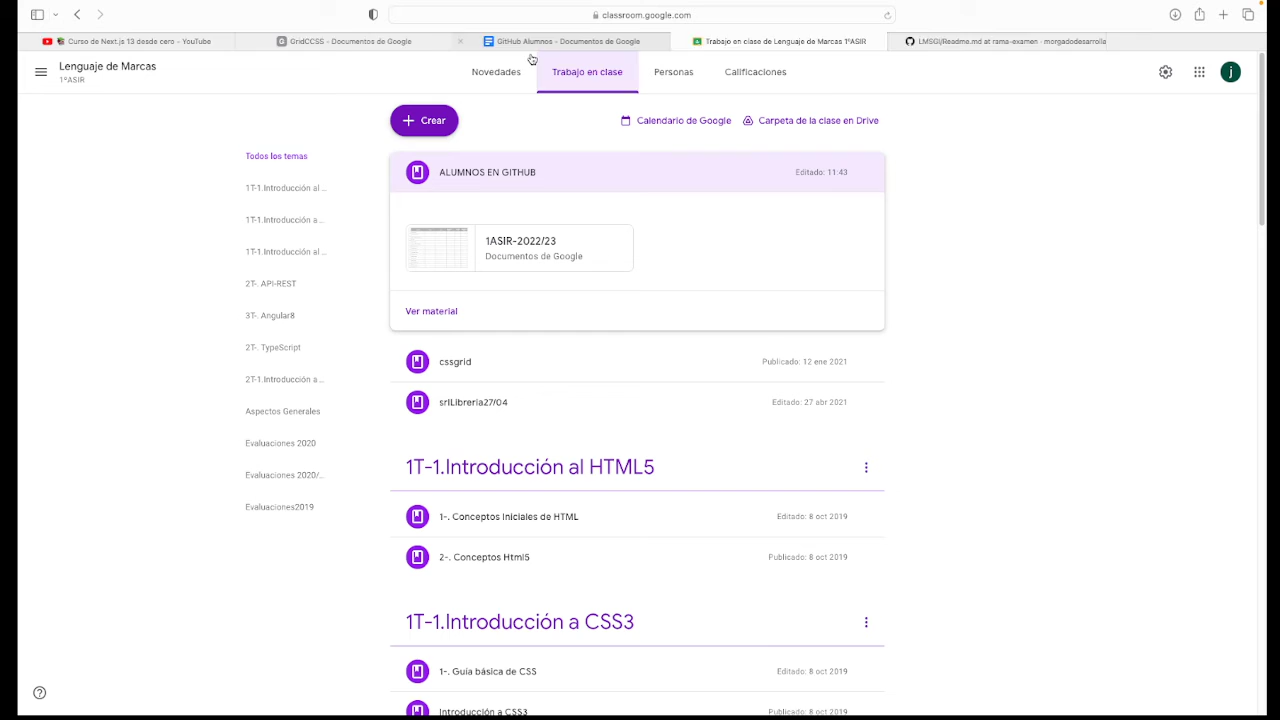 classroom.google.com
Curso de Next.js 13 desde cero - YouTube
GridCCSS - Documentos de Google
GitHub Alumnos - Documentos de Google
Trabajo en clase de Lenguaje de Marcas 1ºASIR
LMSGI/Readme.md at rama-examen · morgadodesarrolla
Lenguaje de Marcas
1ºASIR
Novedades
Trabajo en clase
Personas
Calificaciones
j
Crear
Calendario de Google
Carpeta de la clase en Drive
Todos los temas
1T-1.Introducción al ...
1T-1.Introducción a ...
1T-1.Introducción al ...
2T-. API-REST
3T-. Angular8
2T-. TypeScript
2T-1.Introducción a ...
Aspectos Generales
Evaluaciones 2020
Evaluaciones 2020/...
Evaluaciones2019
ALUMNOS EN GITHUB
Editado: 11:43
1ASIR-2022/23
Documentos de Google
Ver material
cssgrid
Publicado: 12 ene 2021
srlLibreria27/04
Editado: 27 abr 2021
1T-1.Introducción al HTML5
1-. Conceptos Iniciales de HTML
Editado: 8 oct 2019
2-. Conceptos Html5
Publicado: 8 oct 2019
1T-1.Introducción a CSS3
1-. Guía básica de CSS
Editado: 8 oct 2019
Introducción a CSS3
Publicado: 8 oct 2019